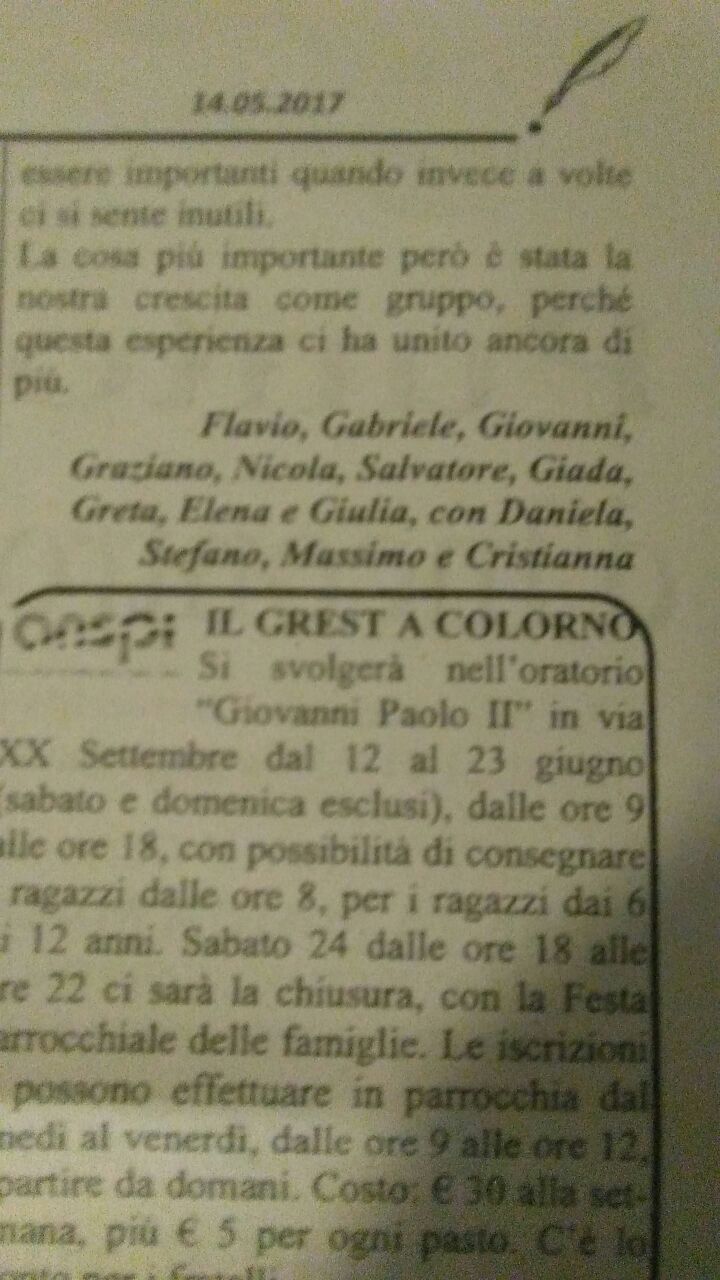 14.05.2017
essere importanti quando invece a volte
ci si sente inutili.
La cosa più importante però è stata la
nostra crescita come gruppo, perché
questa esperienza ci ha unito ancora di
più.
Flavio, Gabriele, Giovanni,
Graziano, Nicola, Salvatore, Giada,
Greta, Elena e Giulia, con Daniela,
Stefano, Massimo e Cristianna
anspi
IL GREST A COLORNO
Si svolgerà nell'oratorio
"Giovanni Paolo II" in via
XX Settembre dal 12 al 23 giugno
(sabato e domenica esclusi), dalle ore 9
alle ore 18, con possibilità di consegnare
ragazzi dalle ore 8, per i ragazzi dai 6
i 12 anni. Sabato 24 dalle ore 18 alle
re 22 ci sarà la chiusura, con la Festa
arrocchiale delle famiglie. Le iscrizioni
possono effettuare in parrocchia dal
nedì al venerdì, dalle ore 9 alle ore 12,
partire da domani. Costo: € 30 alla set-
mana, più € 5 per ogni pasto. C'è lo
per i fratelli